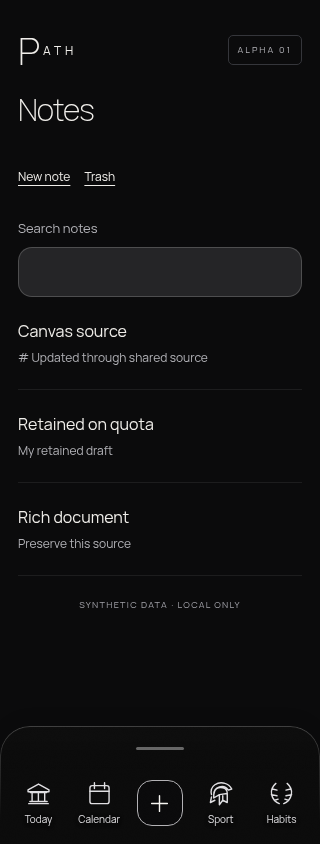 PATH
ALPHA 01
Notes
New note Trash
Search notes
Canvas source
# Updated through shared source
Retained on quota
My retained draft
Rich document
Preserve this source
SYNTHETIC DATA · LOCAL ONLY
Today Calendar Sport Habits